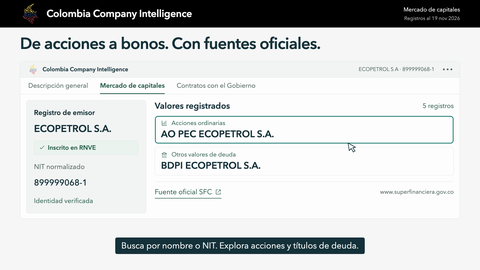 Colombia Company Intelligence
Mercado de capitales
Registros al 19 nov 2026
De acciones a bonos. Con fuentes oficiales.
Colombia Company Intelligence
ECOPETROL S A · 899999068-1
Descripción general
Mercado de capitales
Contratos con el Gobierno
Registro de emisor
ECOPETROL S.A.
✓ Inscrito en RNVE
NIT normalizado
899999068-1
Identidad verificada
Valores registrados
5 registros
Acciones ordinarias
AO PEC ECOPETROL S.A.
Otros valores de deuda
BDPI ECOPETROL S.A.
Fuente oficial SFC
www.superfinanciera.gov.co
Busca por nombre o NIT. Explora acciones y títulos de deuda.